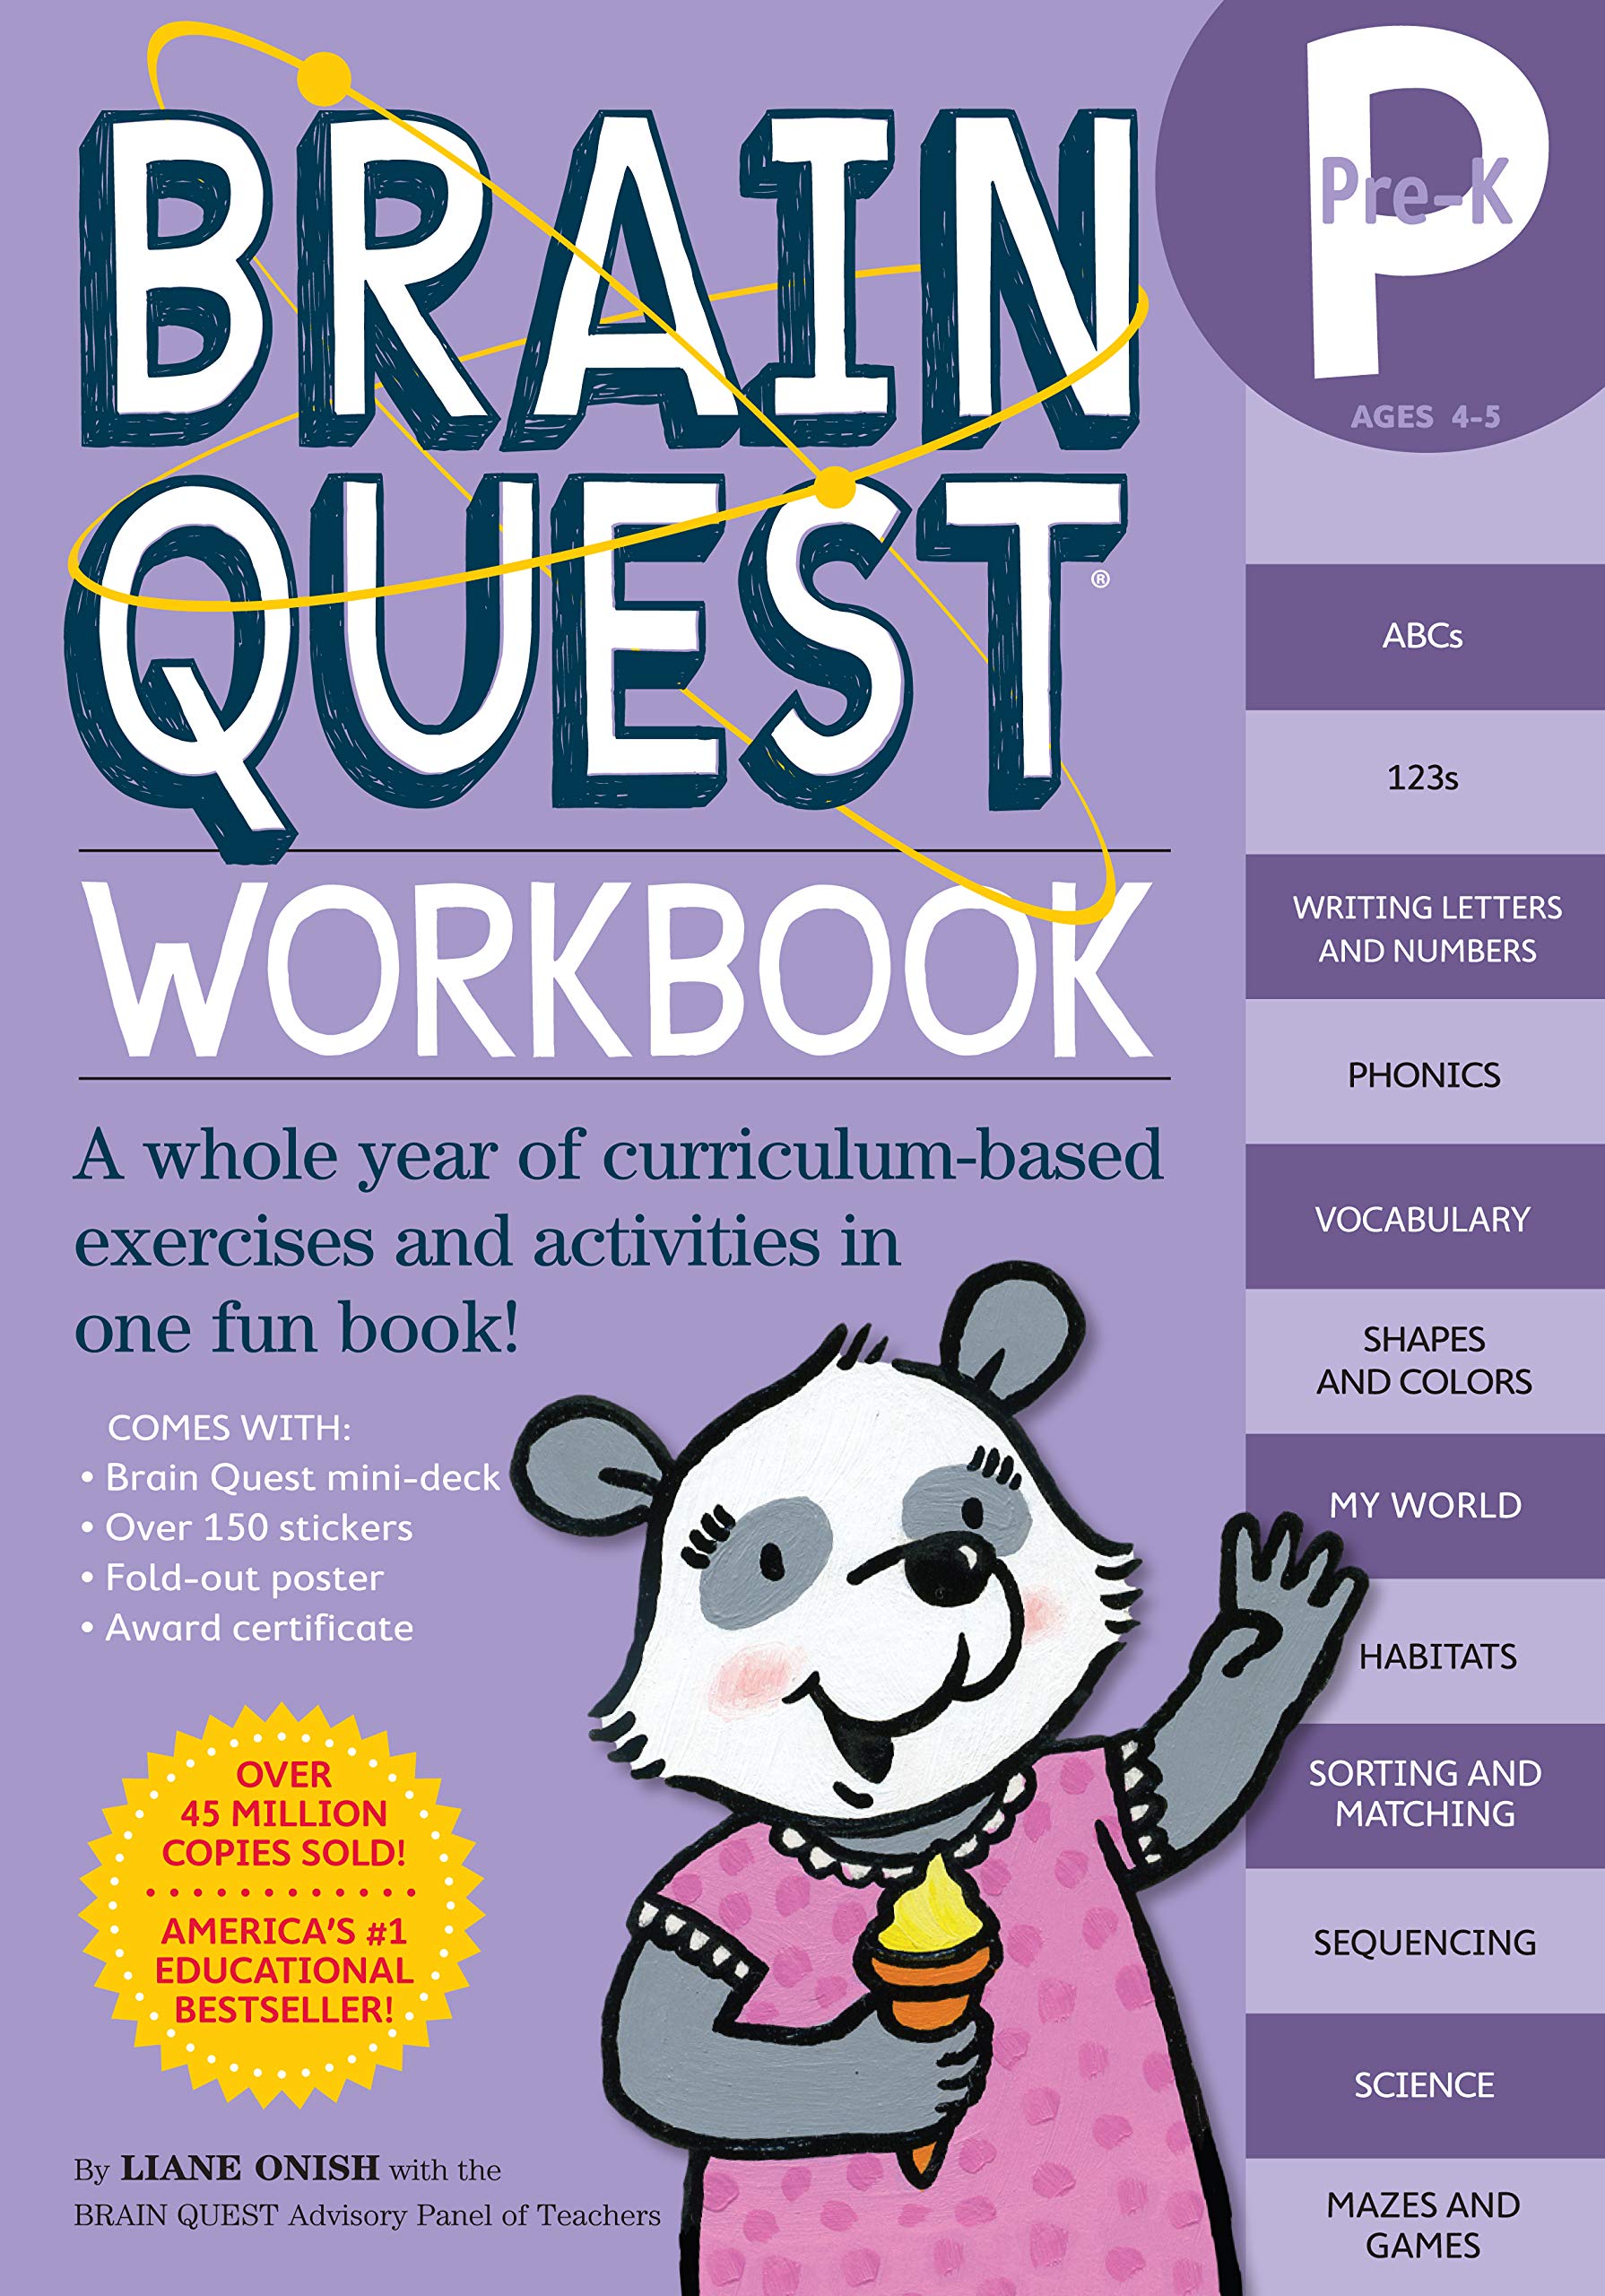 BRAIN
QUEST®
WORKBOOK
A whole year of curriculum-based
exercises and activities in
one fun book!
COMES WITH:
• Brain Quest mini-deck
• Over 150 stickers
• Fold-out poster
• Award certificate
OVER
45 MILLION
COPIES SOLD!
AMERICA'S #1
EDUCATIONAL
BESTSELLER!
By LIANE ONISH with the
BRAIN QUEST Advisory Panel of Teachers
P
Pre-K
AGES 4-5
ABCs
123s
WRITING LETTERS
AND NUMBERS
PHONICS
VOCABULARY
SHAPES
AND COLORS
MY WORLD
HABITATS
SORTING AND
MATCHING
SEQUENCING
SCIENCE
MAZES AND
GAMES